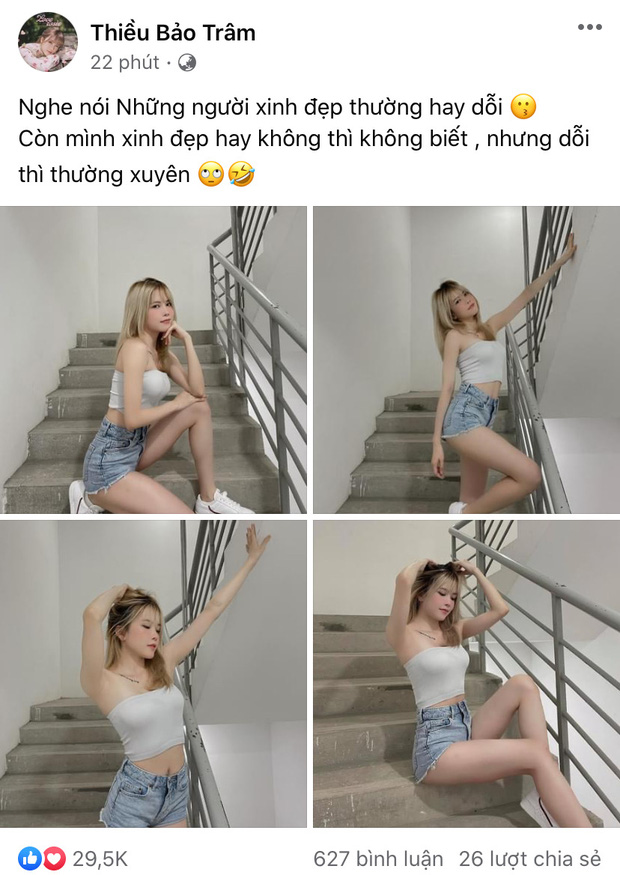 Thiều Bảo Trâm
22 phút ·
Nghe nói Những người xinh đẹp thường hay dỗi 😗
Còn mình xinh đẹp hay không thì không biết , nhưng dỗi
thì thường xuyên 🙄🤣
29,5K
627 bình luận 26 lượt chia sẻ